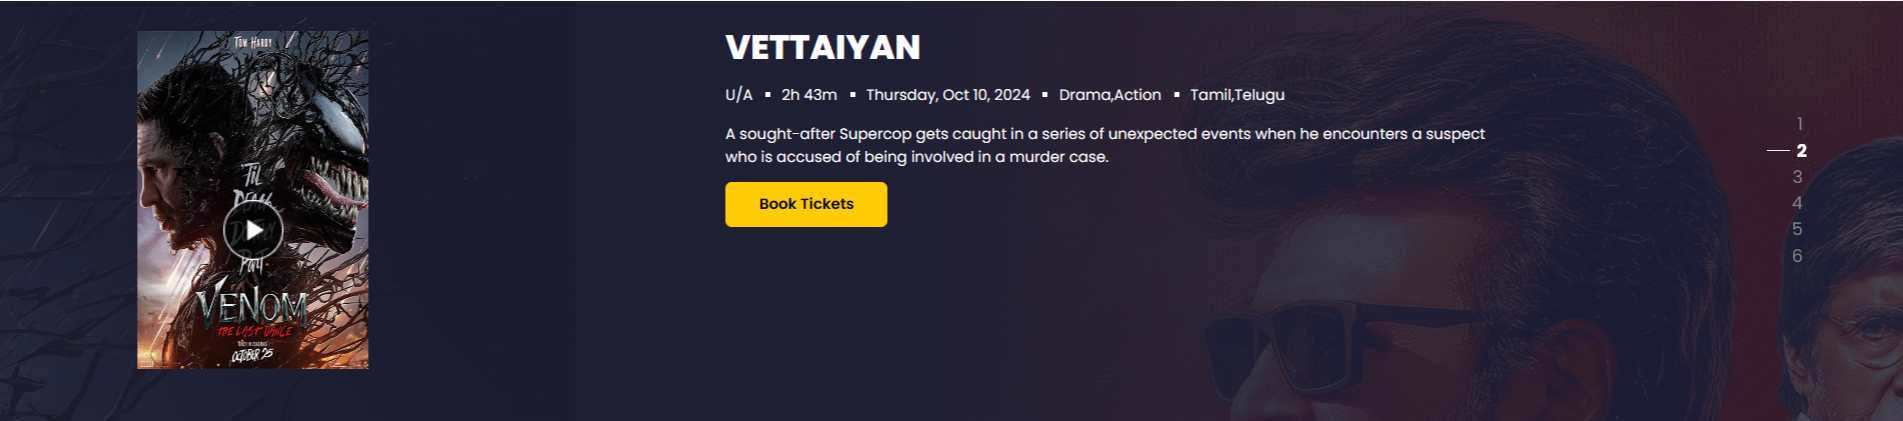 TOM HARDY
'TIL
DEATH
DO THEY
PART
VENOM
THE LAST DANCE
ONLY IN CINEMAS
OCTOBER 25
VETTAIYAN
U/A ▪ 2h 43m ▪ Thursday, Oct 10, 2024 ▪ Drama,Action ▪ Tamil,Telugu
A sought-after Supercop gets caught in a series of unexpected events when he encounters a suspect
who is accused of being involved in a murder case.
Book Tickets
1
2
3
4
5
6